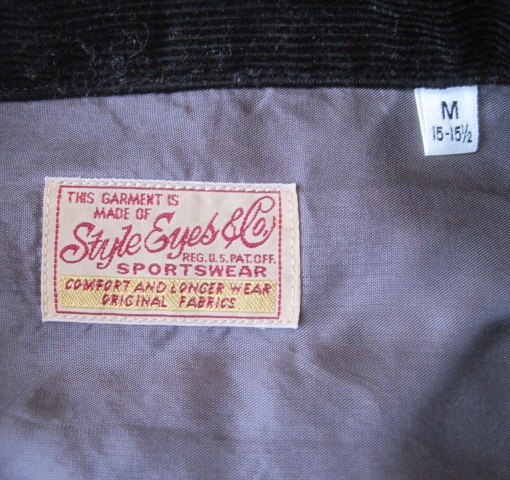 M
15-15½
THIS GARMENT IS
MADE OF
Style Eyes & Co,
REG. U.S. PAT. OFF.
SPORTSWEAR
COMFORT AND LONGER WEAR
ORIGINAL FABRICS